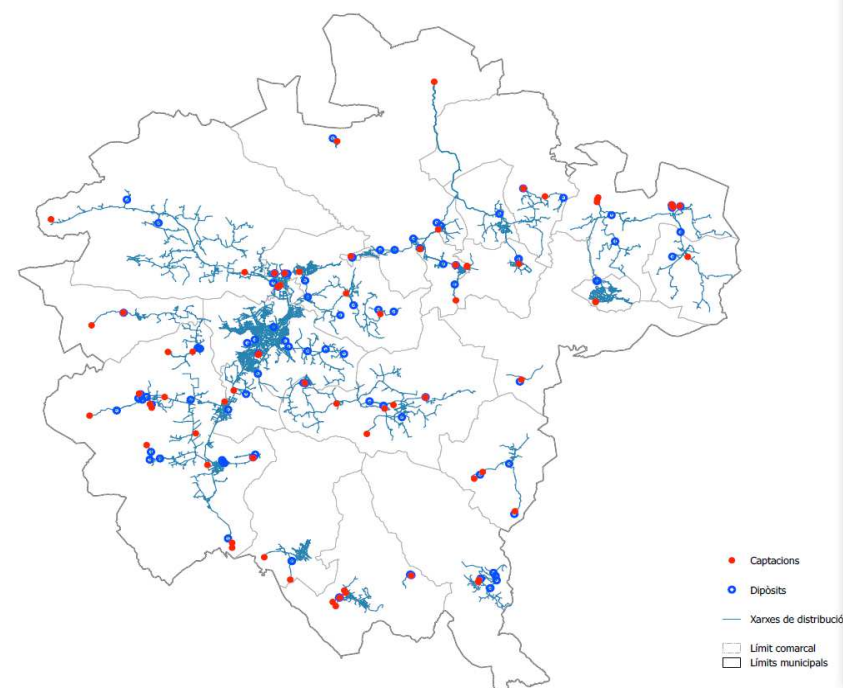 Captacions
Dipòsits
Xarxes de distribució
Límit comarcal
Límits municipals